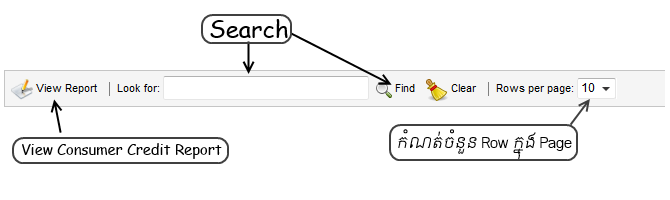 Search
View Report Look for: Find Clear Rows per page: 10
View Consumer Credit Report
កំណត់ចំនួន Row ក្នុង Page